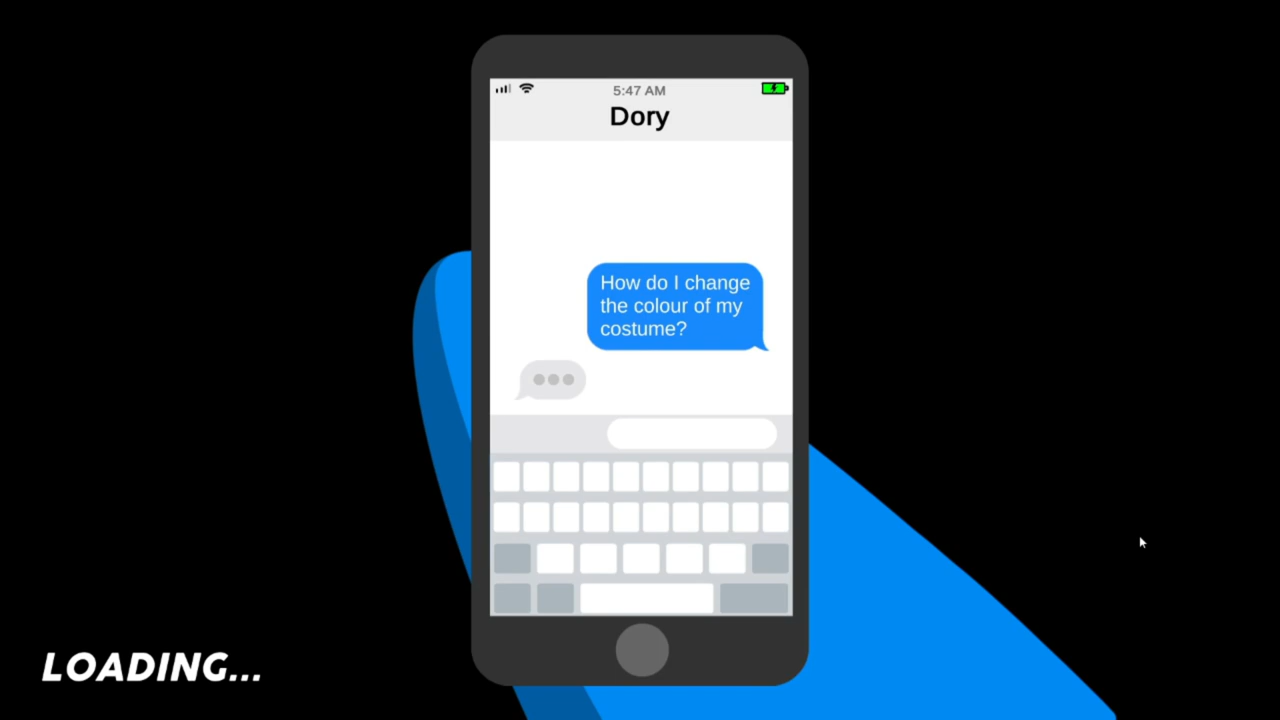 5:47 AM
Dory
How do I change
the colour of my
costume?
LOADING...